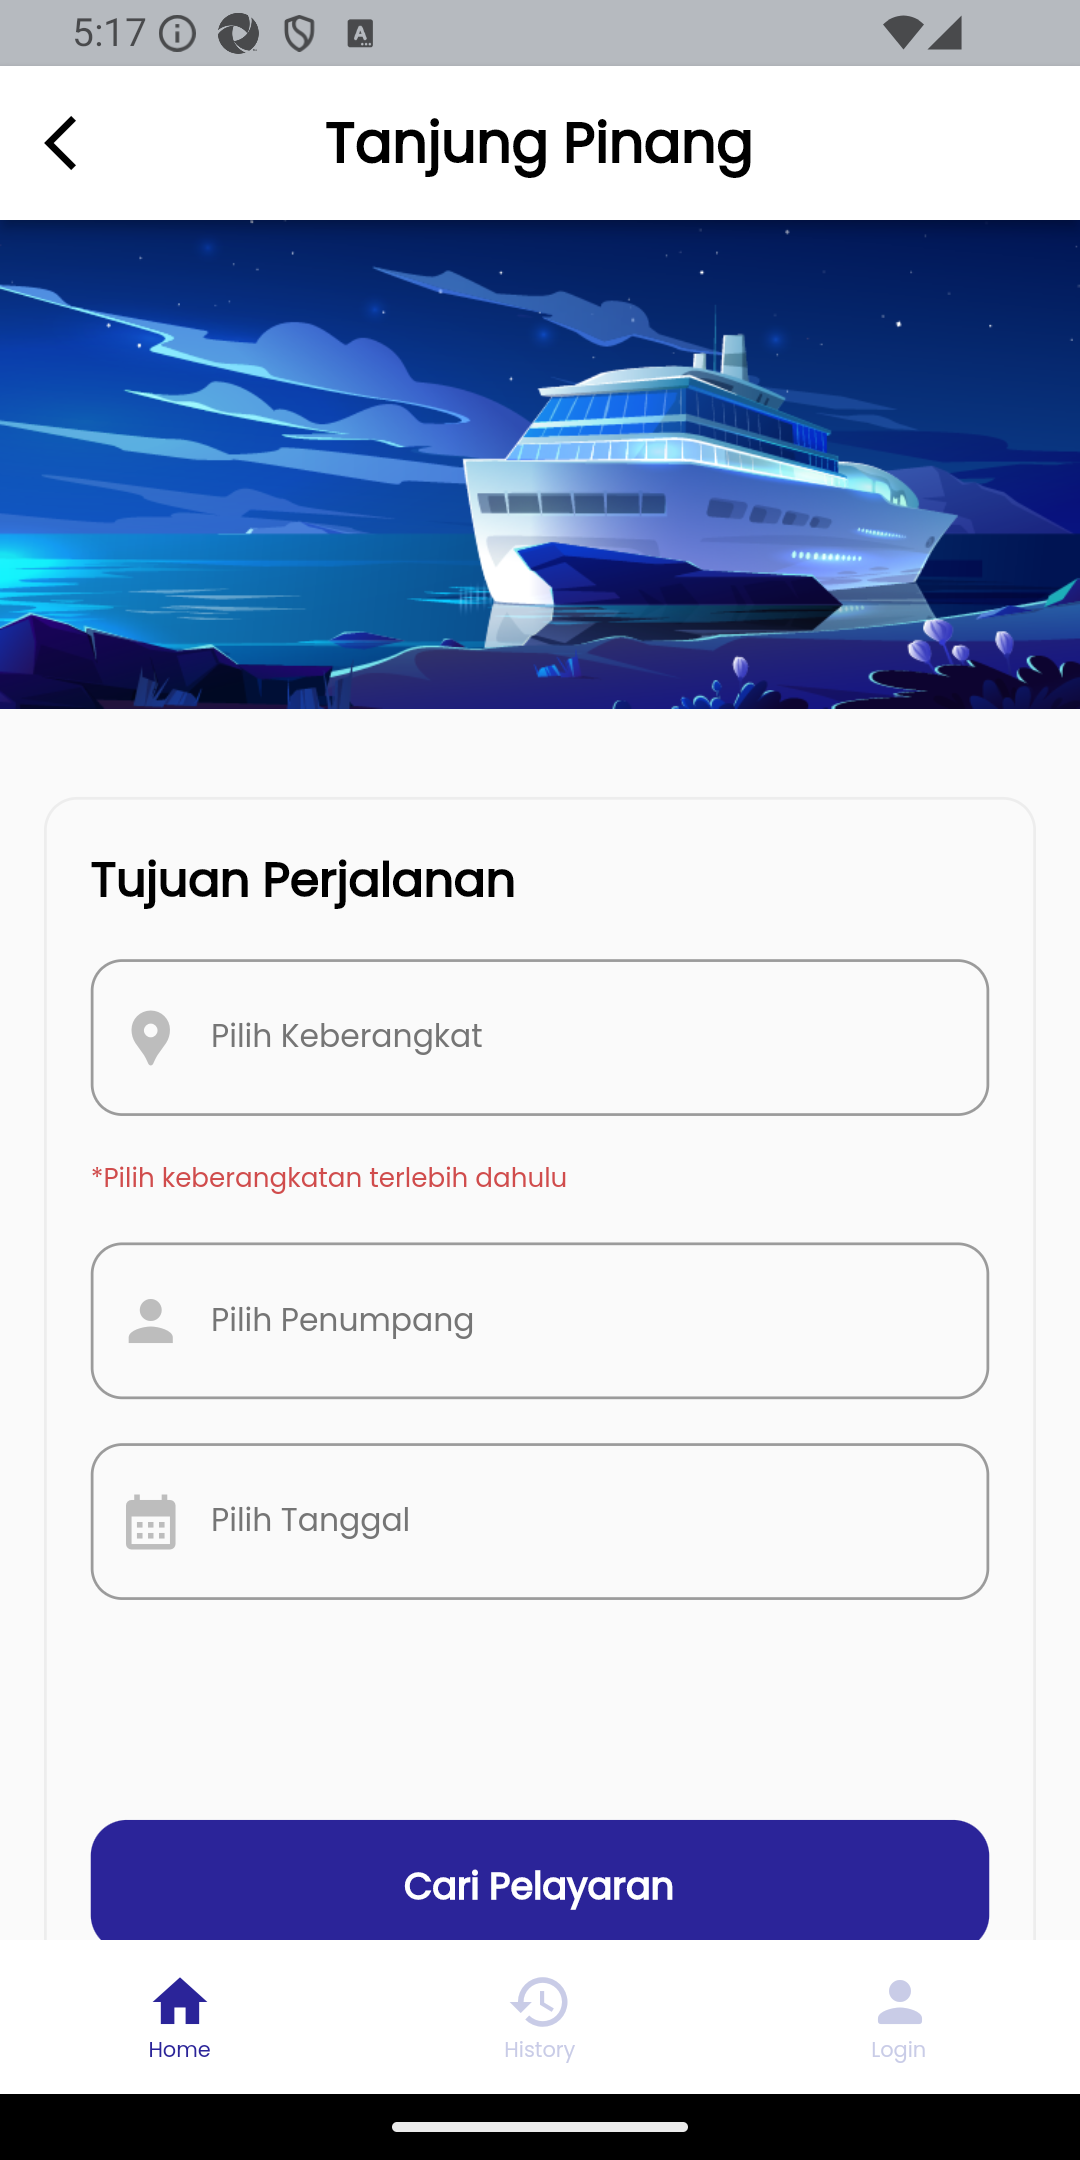 5:17
Tanjung Pinang
Tujuan Perjalanan
Pilih Keberangkat
*Pilih keberangkatan terlebih dahulu
Pilih Penumpang
Pilih Tanggal
Cari Pelayaran
Home
History
Login